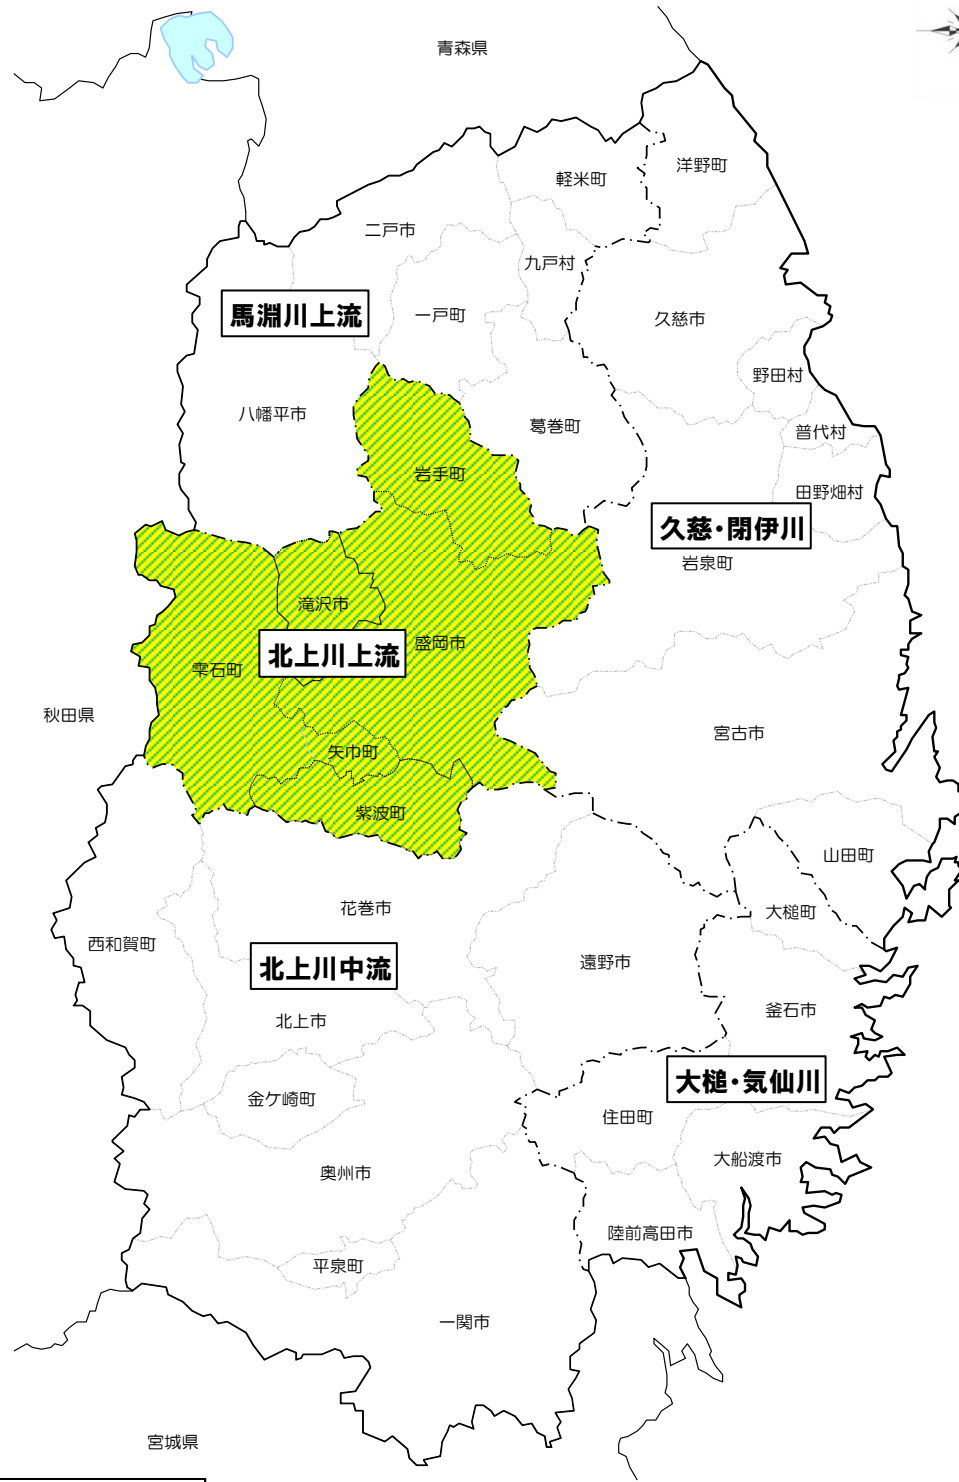 青森県
洋野町
軽米町
二戸市
九戸村
馬淵川上流
一戸町
久慈市
野田村
八幡平市
葛巻町
普代村
岩手町
田野畑村
久慈・閉伊川
岩泉町
滝沢市
盛岡市
北上川上流
雫石町
秋田県
宮古市
矢巾町
紫波町
山田町
花巻市
大槌町
西和賀町
遠野市
北上川中流
釜石市
北上市
大槌・気仙川
金ケ崎町
住田町
大船渡市
奥州市
陸前高田市
平泉町
一関市
宮城県